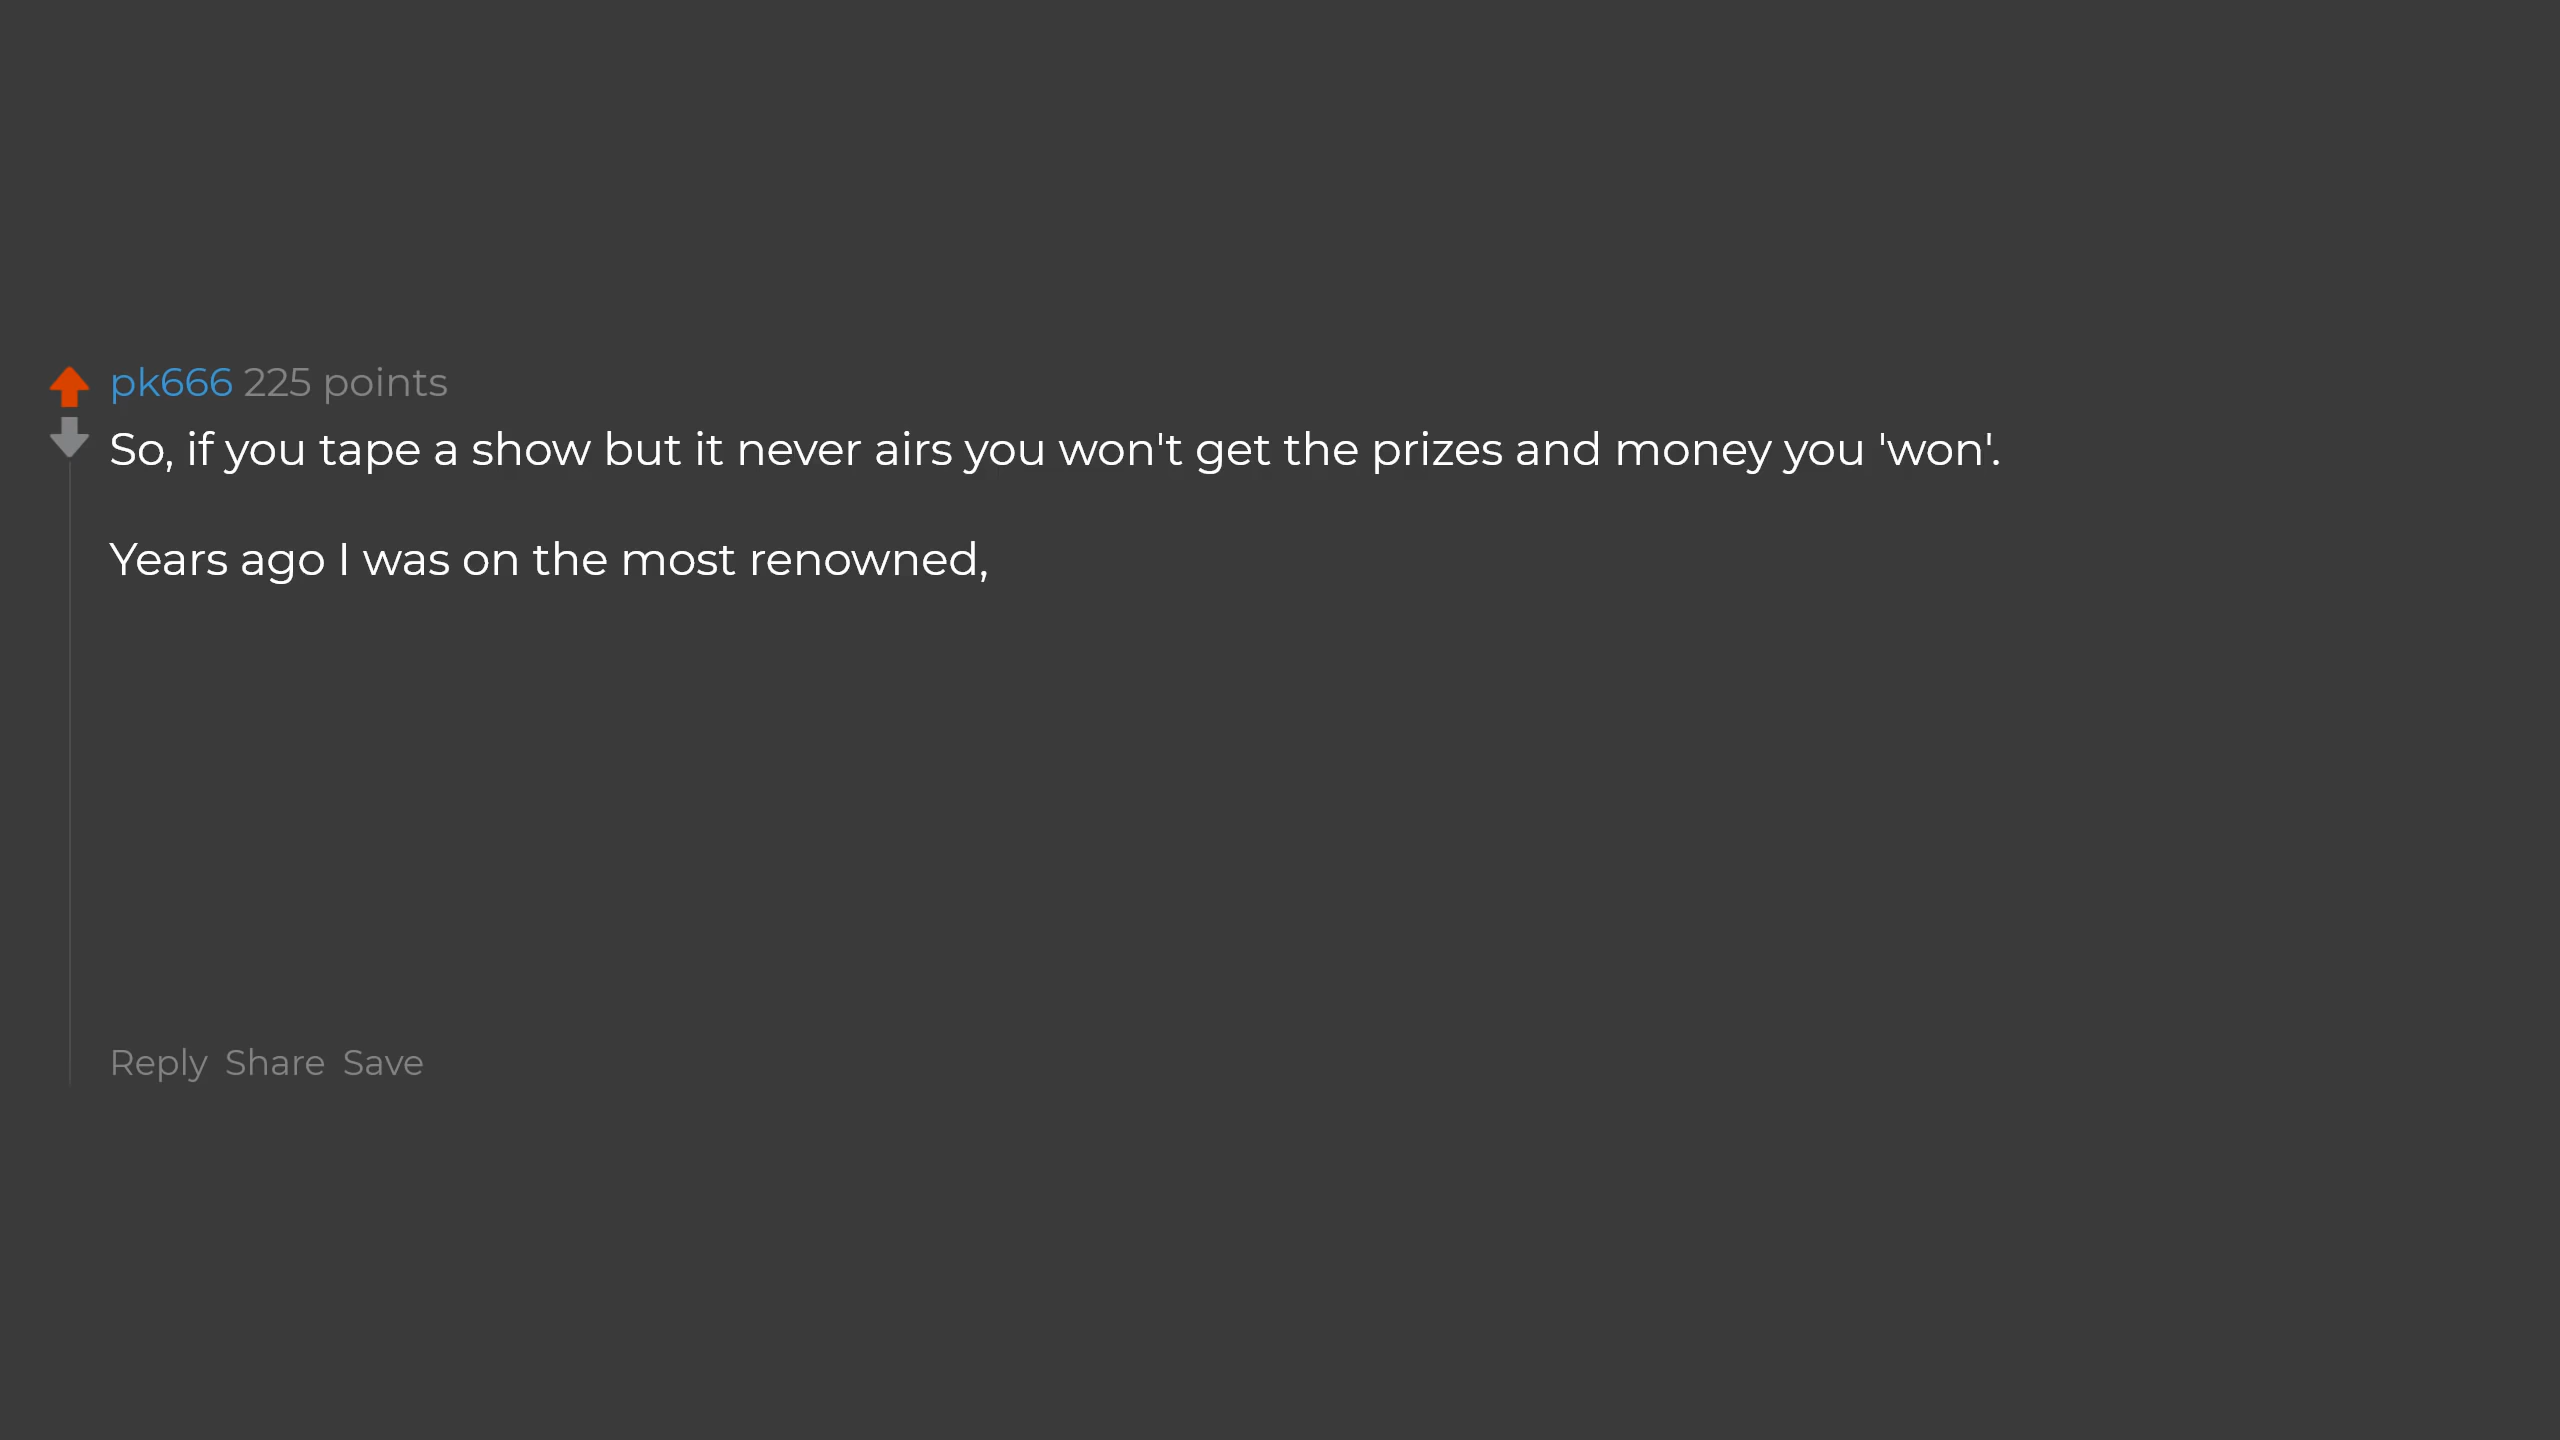 pk666 225 points
So, if you tape a show but it never airs you won't get the prizes and money you 'won'.
Years ago I was on the most renowned,
Reply Share Save